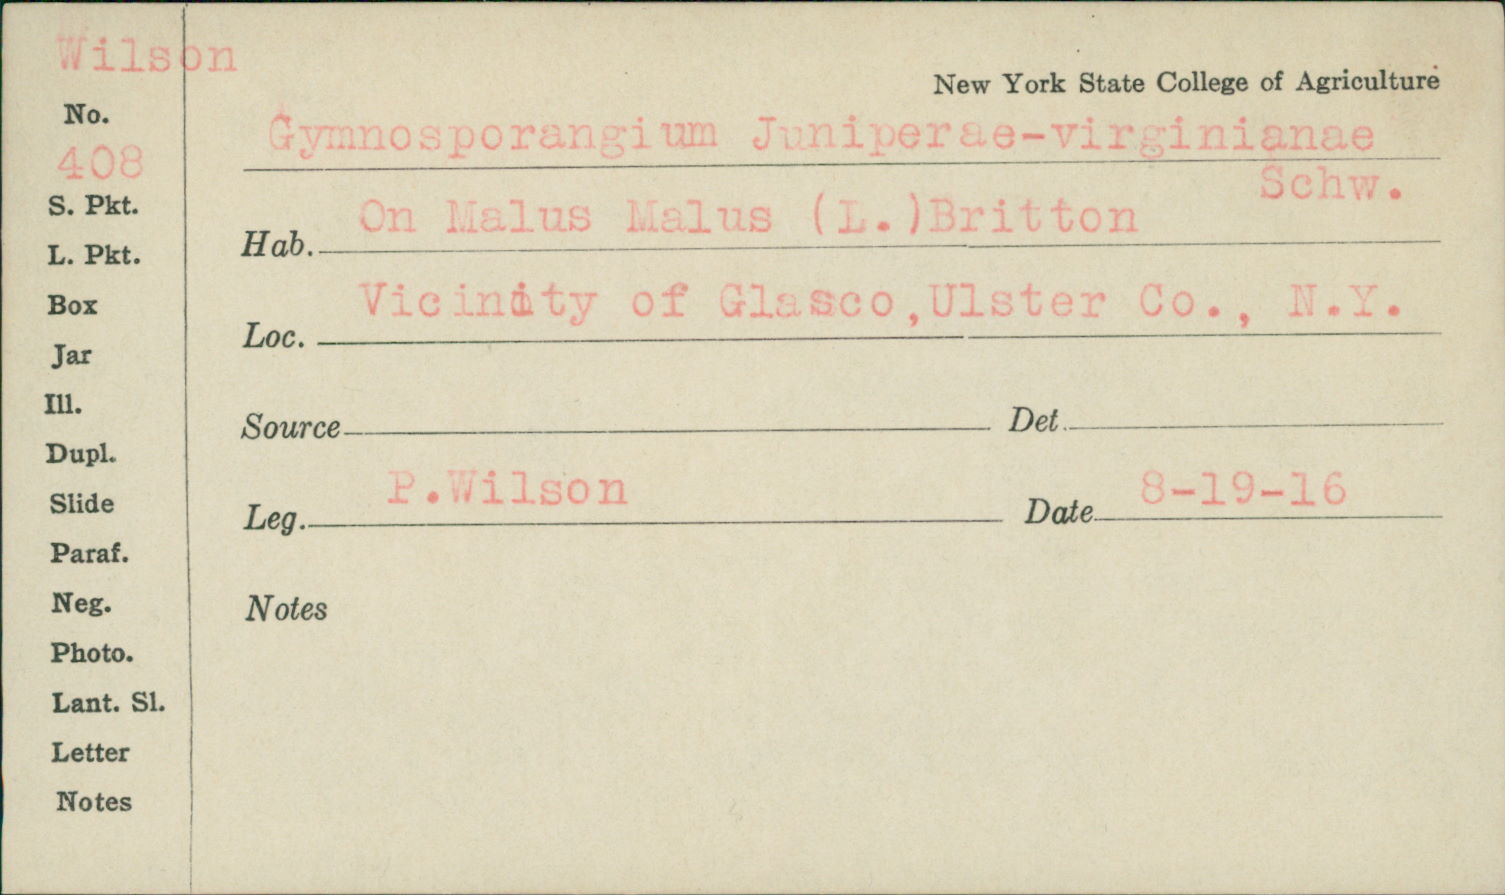 Wilson
New York State College of Agriculture
No.
408
Gymnosporangium Juniperae-virginianae
Schw.
S. Pkt.
Hab. On Malus Malus (L.)Britton
L. Pkt.
Box
Loc. Vicinity of Glasco,Ulster Co., N.Y.
Jar
Ill.
Source Det.
Dupl.
Slide
Leg. P.Wilson Date 8-19-16
Paraf.
Neg.
Notes
Photo.
Lant. Sl.
Letter
Notes